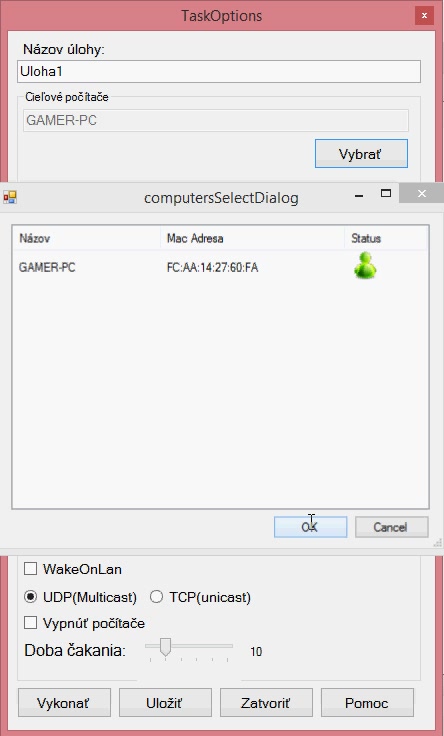 TaskOptions
x
Názov úlohy:
Uloha1
Cieľové počítače
GAMER-PC
Vybrať
computersSelectDialog
Názov Mac Adresa Status
GAMER-PC FC:AA:14:27:60:FA
OK Cancel
WakeOnLan
UDP(Multicast) TCP(unicast)
Vypnúť počítače
Doba čakania: 10
Vykonať Uložiť Zatvoriť Pomoc